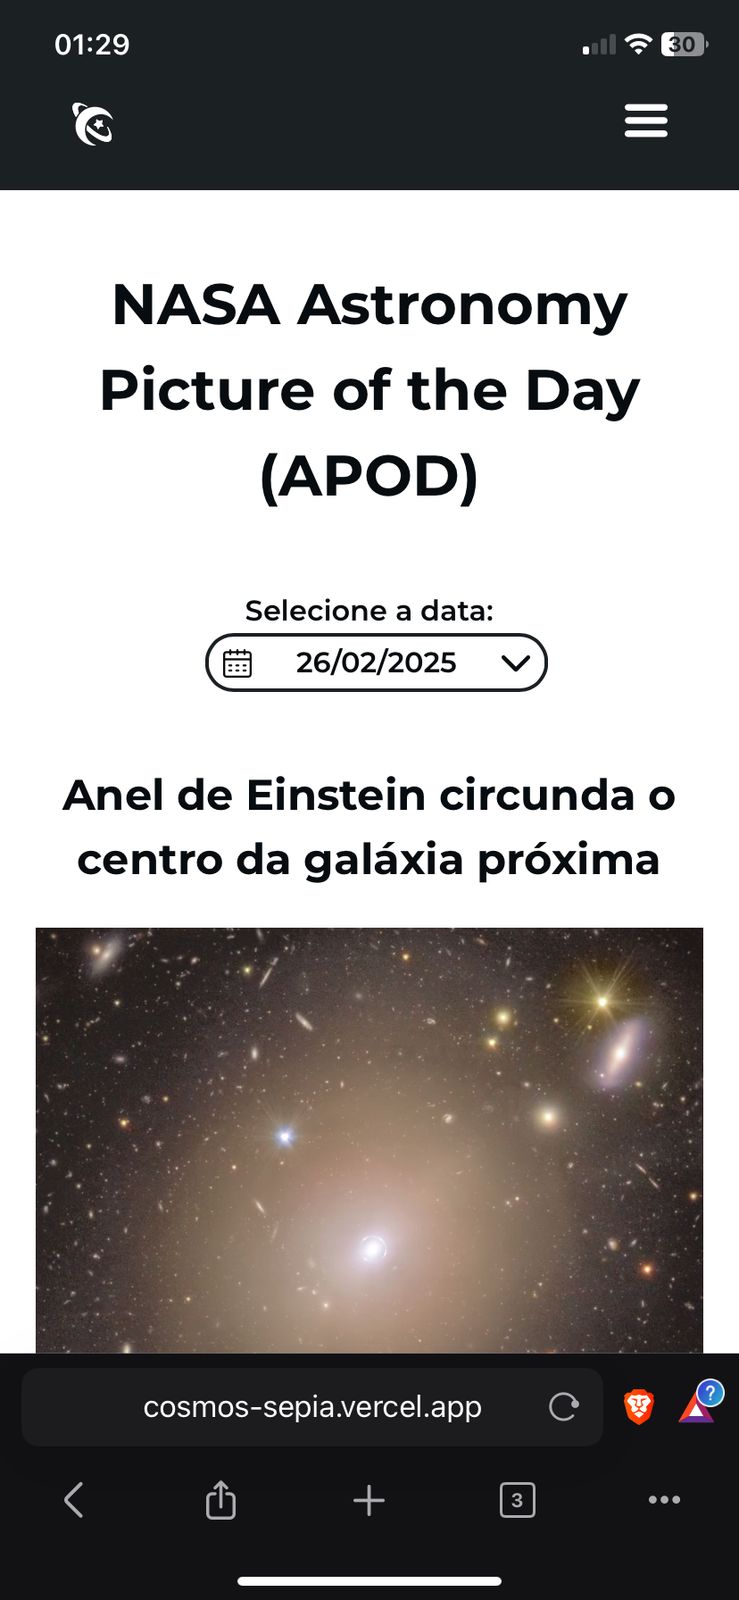 01:29
30
NASA Astronomy
Picture of the Day
(APOD)
Selecione a data:
26/02/2025
Anel de Einstein circunda o
centro da galáxia próxima
cosmos-sepia.vercel.app
?
3